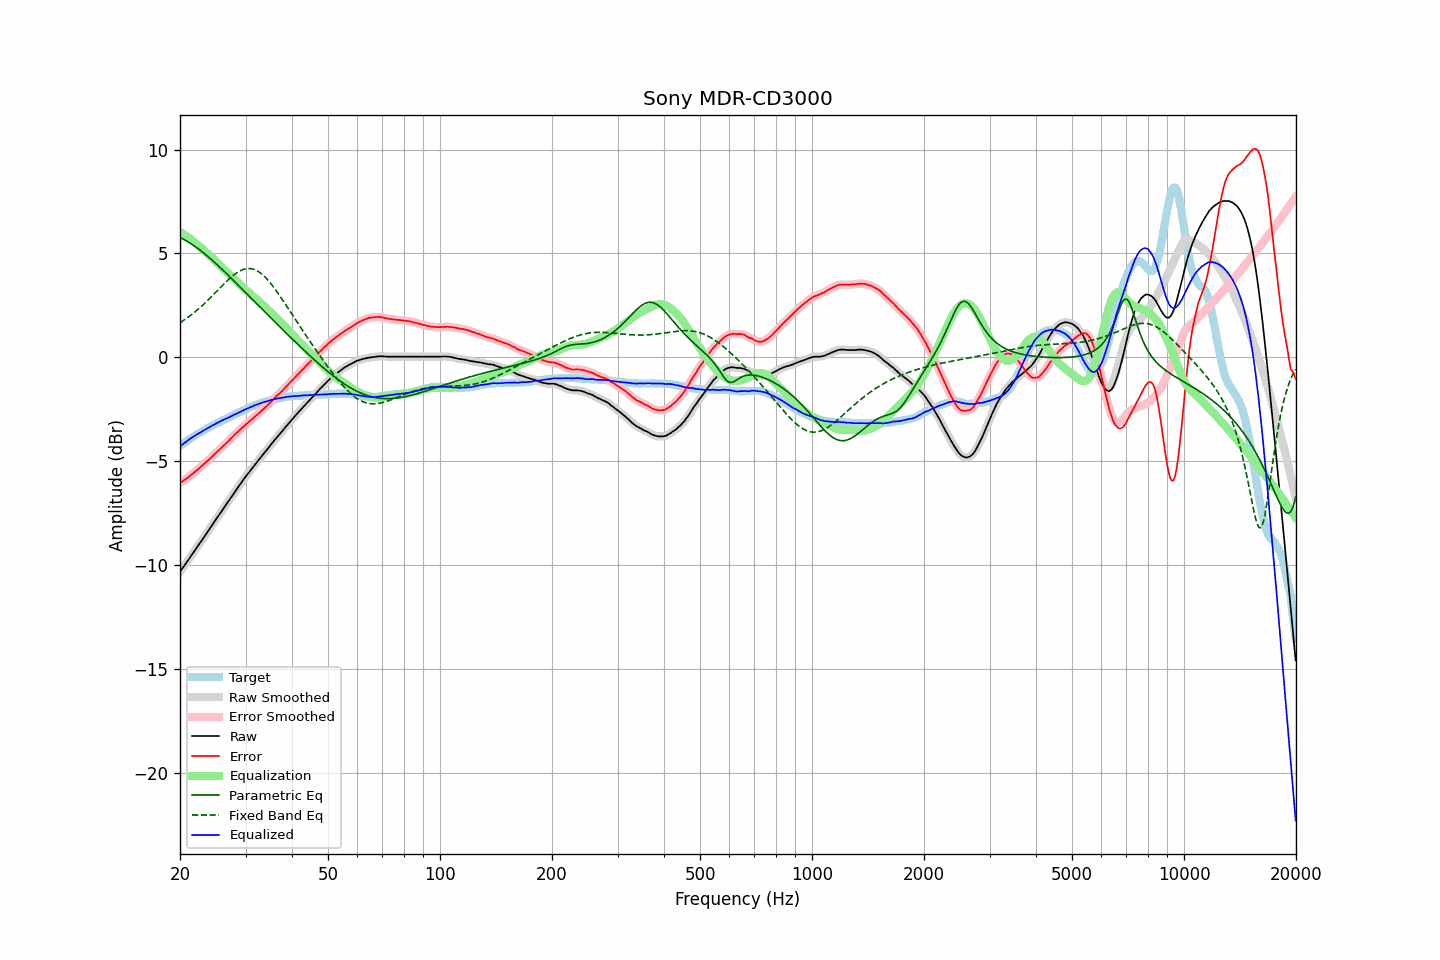 Sony MDR-CD3000
Amplitude (dBr)
10
5
0
−5
−10
−15
−20
Target
Raw Smoothed
Error Smoothed
Raw
Error
Equalization
Parametric Eq
Fixed Band Eq
Equalized
20 50 100 200 500 1000 2000 5000 10000 20000
Frequency (Hz)